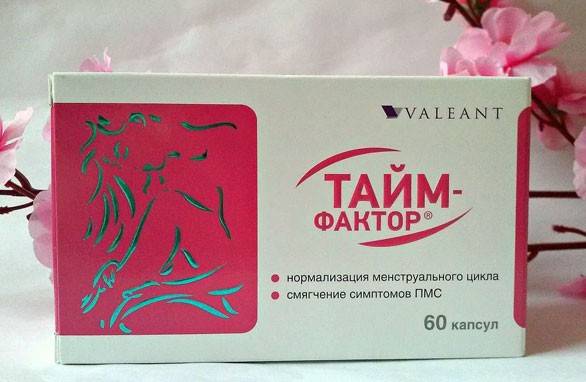 VALEANT
ТАЙМ-
ФАКТОР®
нормализация менструального цикла
смягчение симптомов ПМС
60 капсул